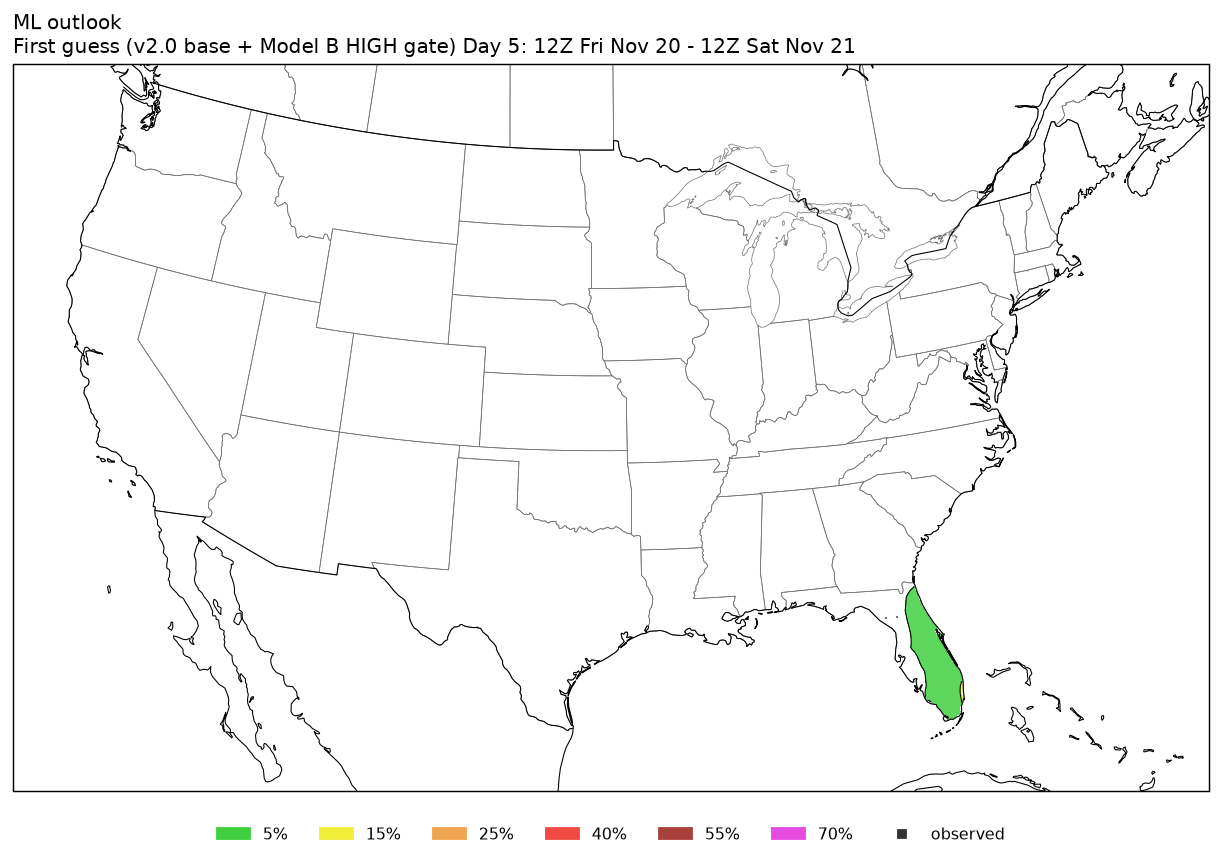 ML outlook
First guess (v2.0 base + Model B HIGH gate) Day 5: 12Z Fri Nov 20 - 12Z Sat Nov 21
5% 15% 25% 40% 55% 70% observed